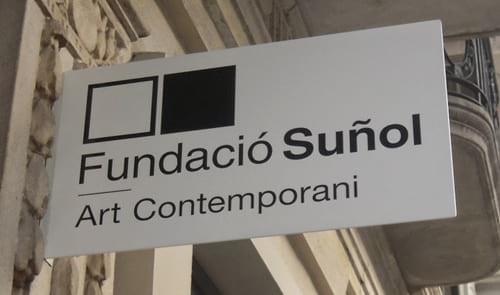 Fundació Suñol
Art Contemporani